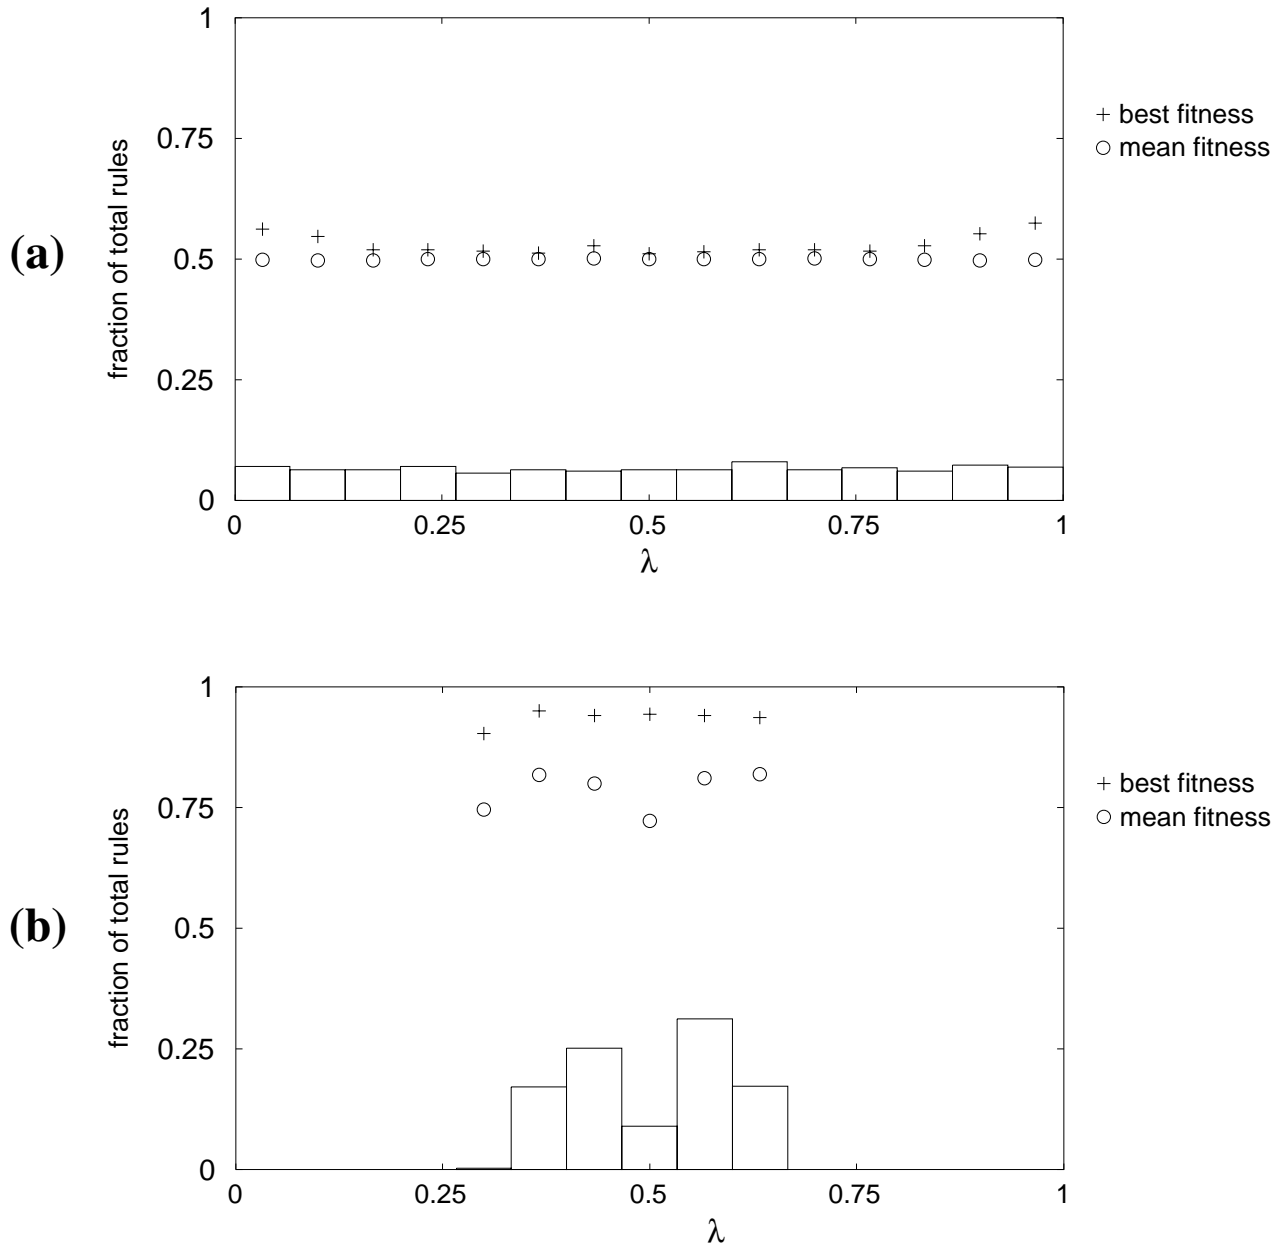 1
0.75
0.5
0.25
0
0
0.25
0.5
0.75
1
fraction of total rules
λ
(a)
+ best fitness
○ mean fitness
1
0.75
0.5
0.25
0
0
0.25
0.5
0.75
1
fraction of total rules
λ
(b)
+ best fitness
○ mean fitness